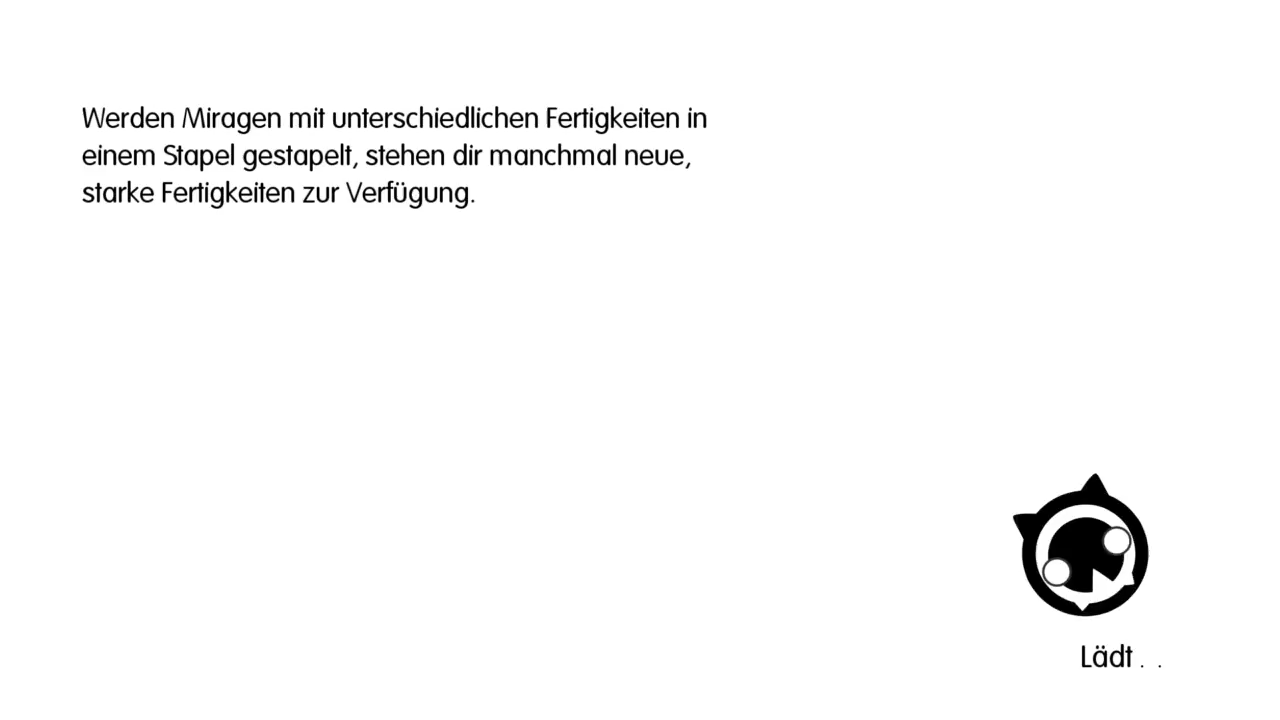 Werden Miragen mit unterschiedlichen Fertigkeiten in
einem Stapel gestapelt, stehen dir manchmal neue,
starke Fertigkeiten zur Verfügung.
Lädt . .